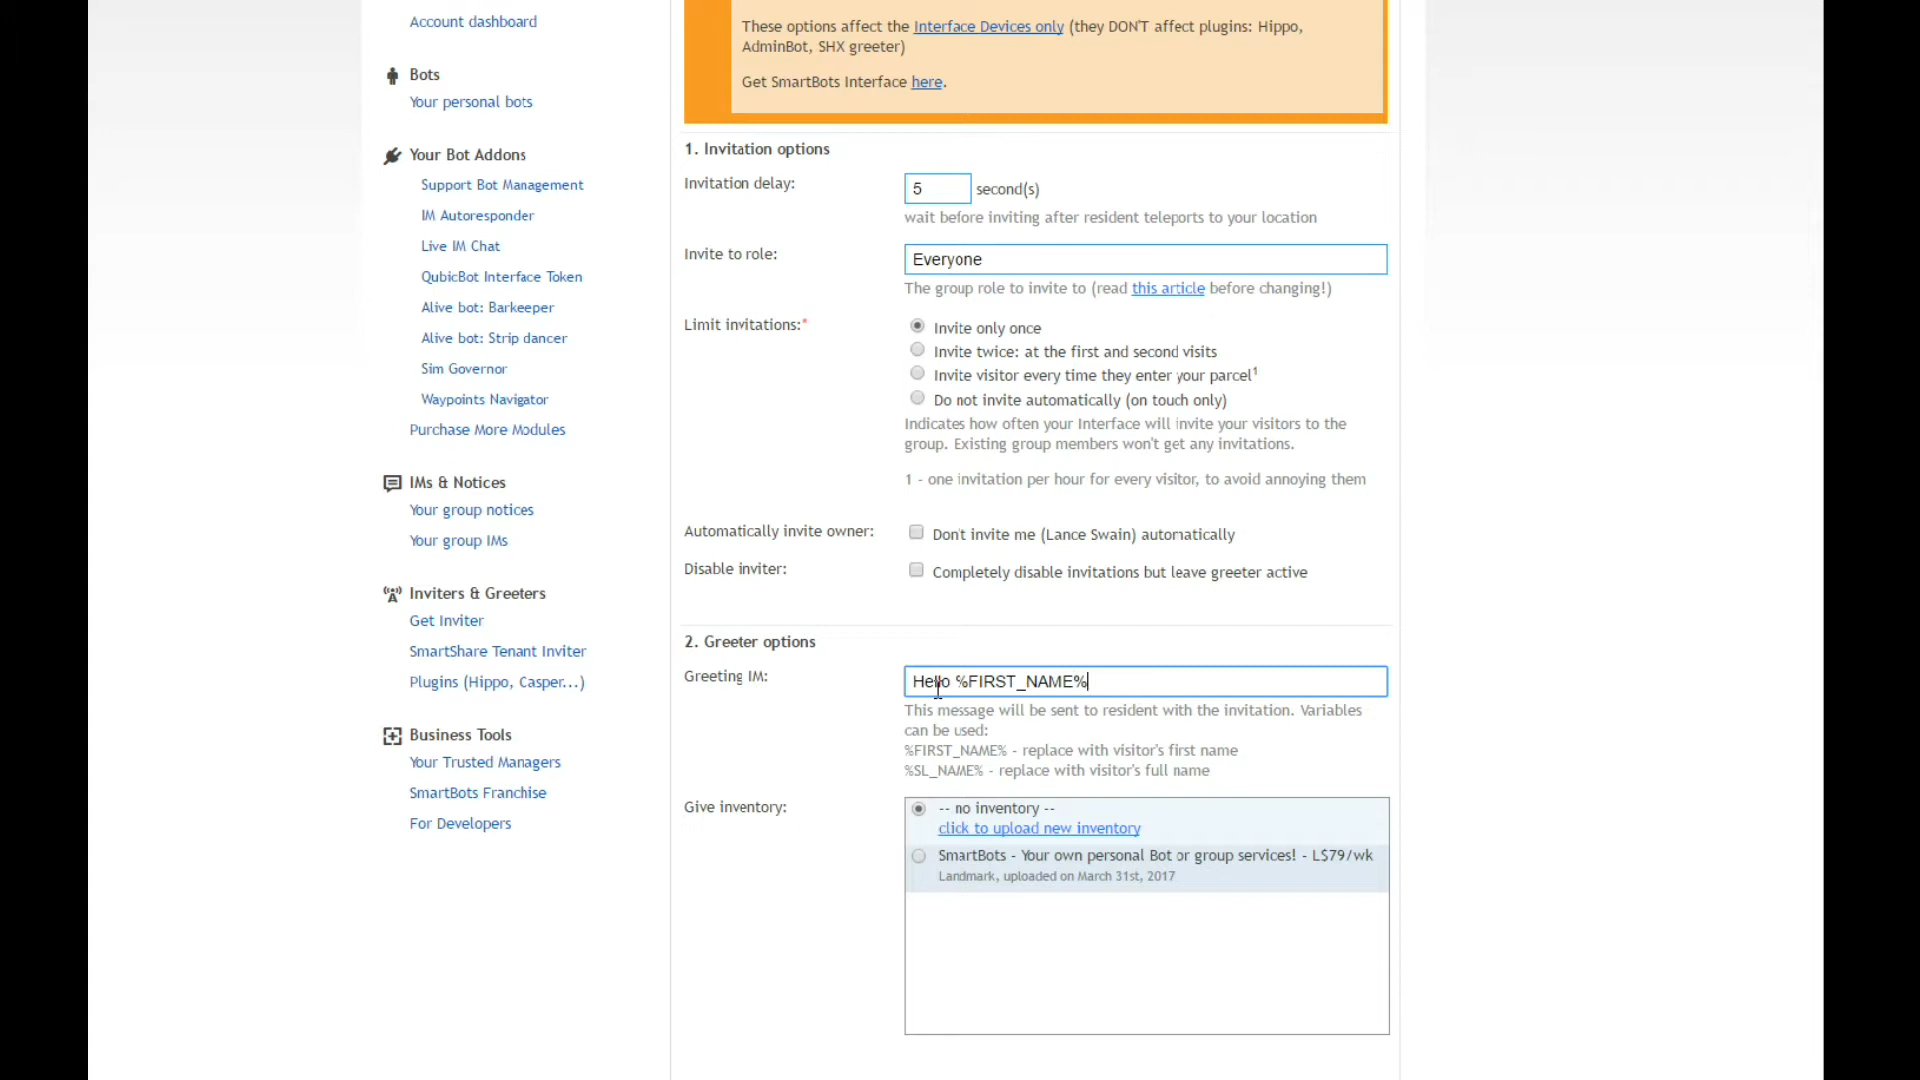 Account dashboard
Bots
Your personal bots
Your Bot Addons
Support Bot Management
IM Autoresponder
Live IM Chat
QubicBot Interface Token
Alive bot: Barkeeper
Alive bot: Strip dancer
Sim Governor
Waypoints Navigator
Purchase More Modules
IMs & Notices
Your group notices
Your group IMs
Inviters & Greeters
Get Inviter
SmartShare Tenant Inviter
Plugins (Hippo, Casper...)
Business Tools
Your Trusted Managers
SmartBots Franchise
For Developers
These options affect the Interface Devices only (they DON'T affect plugins: Hippo,
AdminBot, SHX greeter)
Get SmartBots Interface here.
1. Invitation options
Invitation delay:
5 second(s)
wait before inviting after resident teleports to your location
Invite to role:
Everyone
The group role to invite to (read this article before changing!)
Limit invitations:*
Invite only once
Invite twice: at the first and second visits
Invite visitor every time they enter your parcel¹
Do not invite automatically (on touch only)
Indicates how often your Interface will invite your visitors to the
group. Existing group members won't get any invitations.
1 - one invitation per hour for every visitor, to avoid annoying them
Automatically invite owner:
Don't invite me (Lance Swain) automatically
Disable inviter:
Completely disable invitations but leave greeter active
2. Greeter options
Greeting IM:
Hello %FIRST_NAME%
This message will be sent to resident with the invitation. Variables
can be used:
%FIRST_NAME% - replace with visitor's first name
%SL_NAME% - replace with visitor's full name
Give inventory:
-- no inventory --
click to upload new inventory
SmartBots - Your own personal Bot or group services! - L$79/wk
Landmark, uploaded on March 31st, 2017